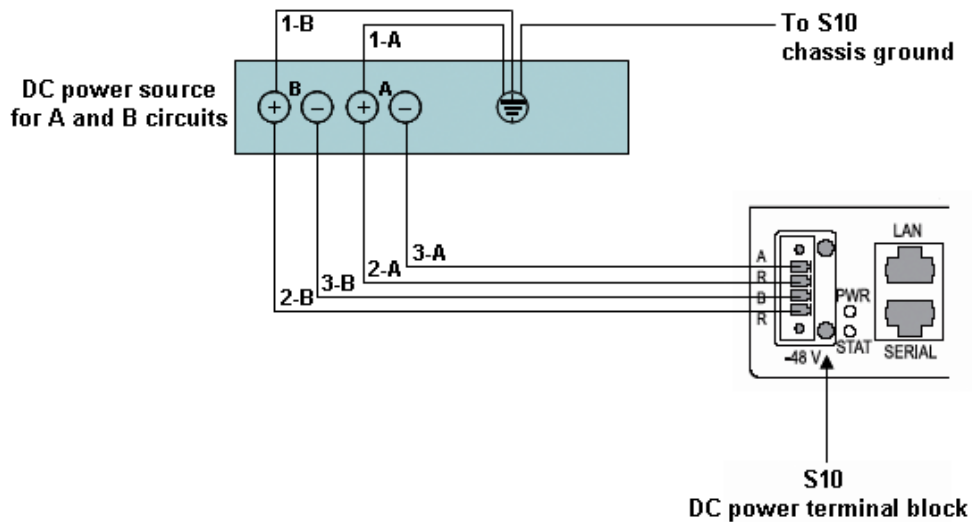 1-B
1-A
To S10
chassis ground
DC power source
for A and B circuits
B
A
+
−
+
−
3-A
2-A
3-B
2-B
A
R
B
R
LAN
PWR
STAT
SERIAL
-48 V
S10
DC power terminal block